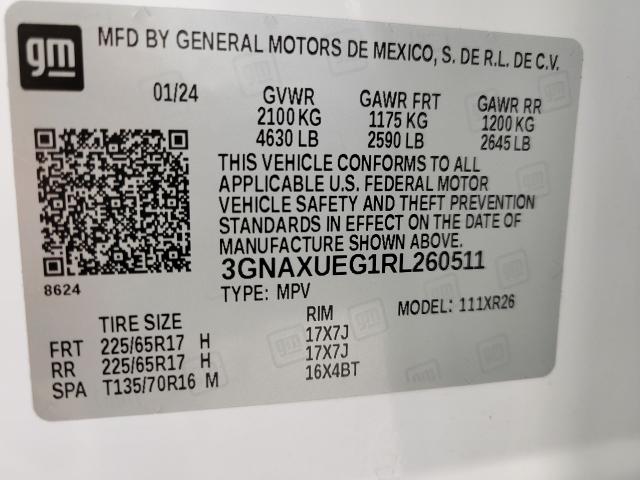 gm
MFD BY GENERAL MOTORS DE MEXICO, S. DE R.L. DE C.V.
01/24 GVWR GAWR FRT GAWR RR
2100 KG 1175 KG 1200 KG
4630 LB 2590 LB 2645 LB
THIS VEHICLE CONFORMS TO ALL
APPLICABLE U.S. FEDERAL MOTOR
VEHICLE SAFETY AND THEFT PREVENTION
STANDARDS IN EFFECT ON THE DATE OF
MANUFACTURE SHOWN ABOVE.
3GNAXUEG1RL260511
8624
TYPE: MPV MODEL: 111XR26
TIRE SIZE RIM
FRT 225/65R17 H 17X7J
RR 225/65R17 H 17X7J
SPA T135/70R16 M 16X4BT